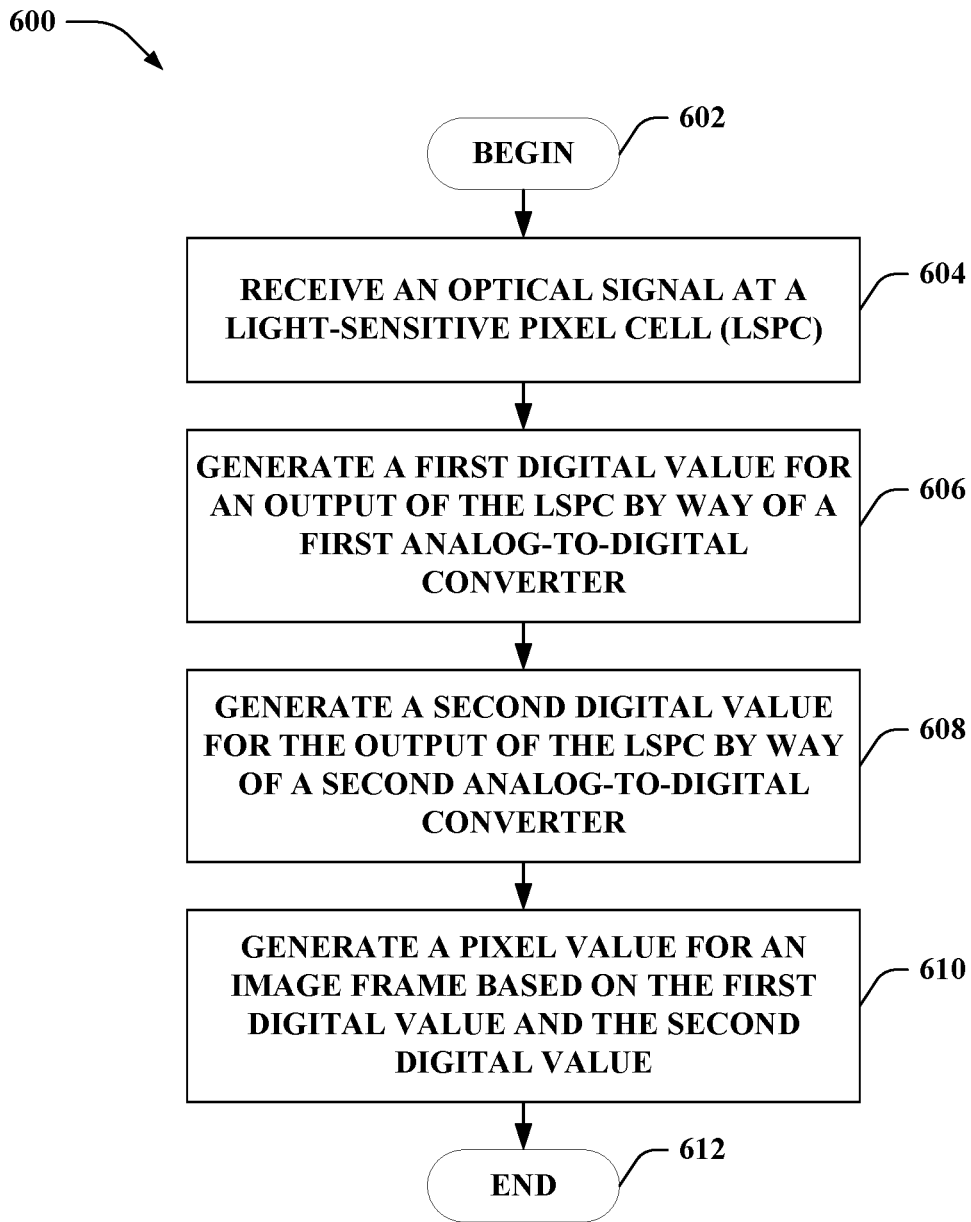 600
BEGIN
602
RECEIVE AN OPTICAL SIGNAL AT A
LIGHT-SENSITIVE PIXEL CELL (LSPC)
604
GENERATE A FIRST DIGITAL VALUE FOR
AN OUTPUT OF THE LSPC BY WAY OF A
FIRST ANALOG-TO-DIGITAL
CONVERTER
606
GENERATE A SECOND DIGITAL VALUE
FOR THE OUTPUT OF THE LSPC BY WAY
OF A SECOND ANALOG-TO-DIGITAL
CONVERTER
608
GENERATE A PIXEL VALUE FOR AN
IMAGE FRAME BASED ON THE FIRST
DIGITAL VALUE AND THE SECOND
DIGITAL VALUE
610
END
612